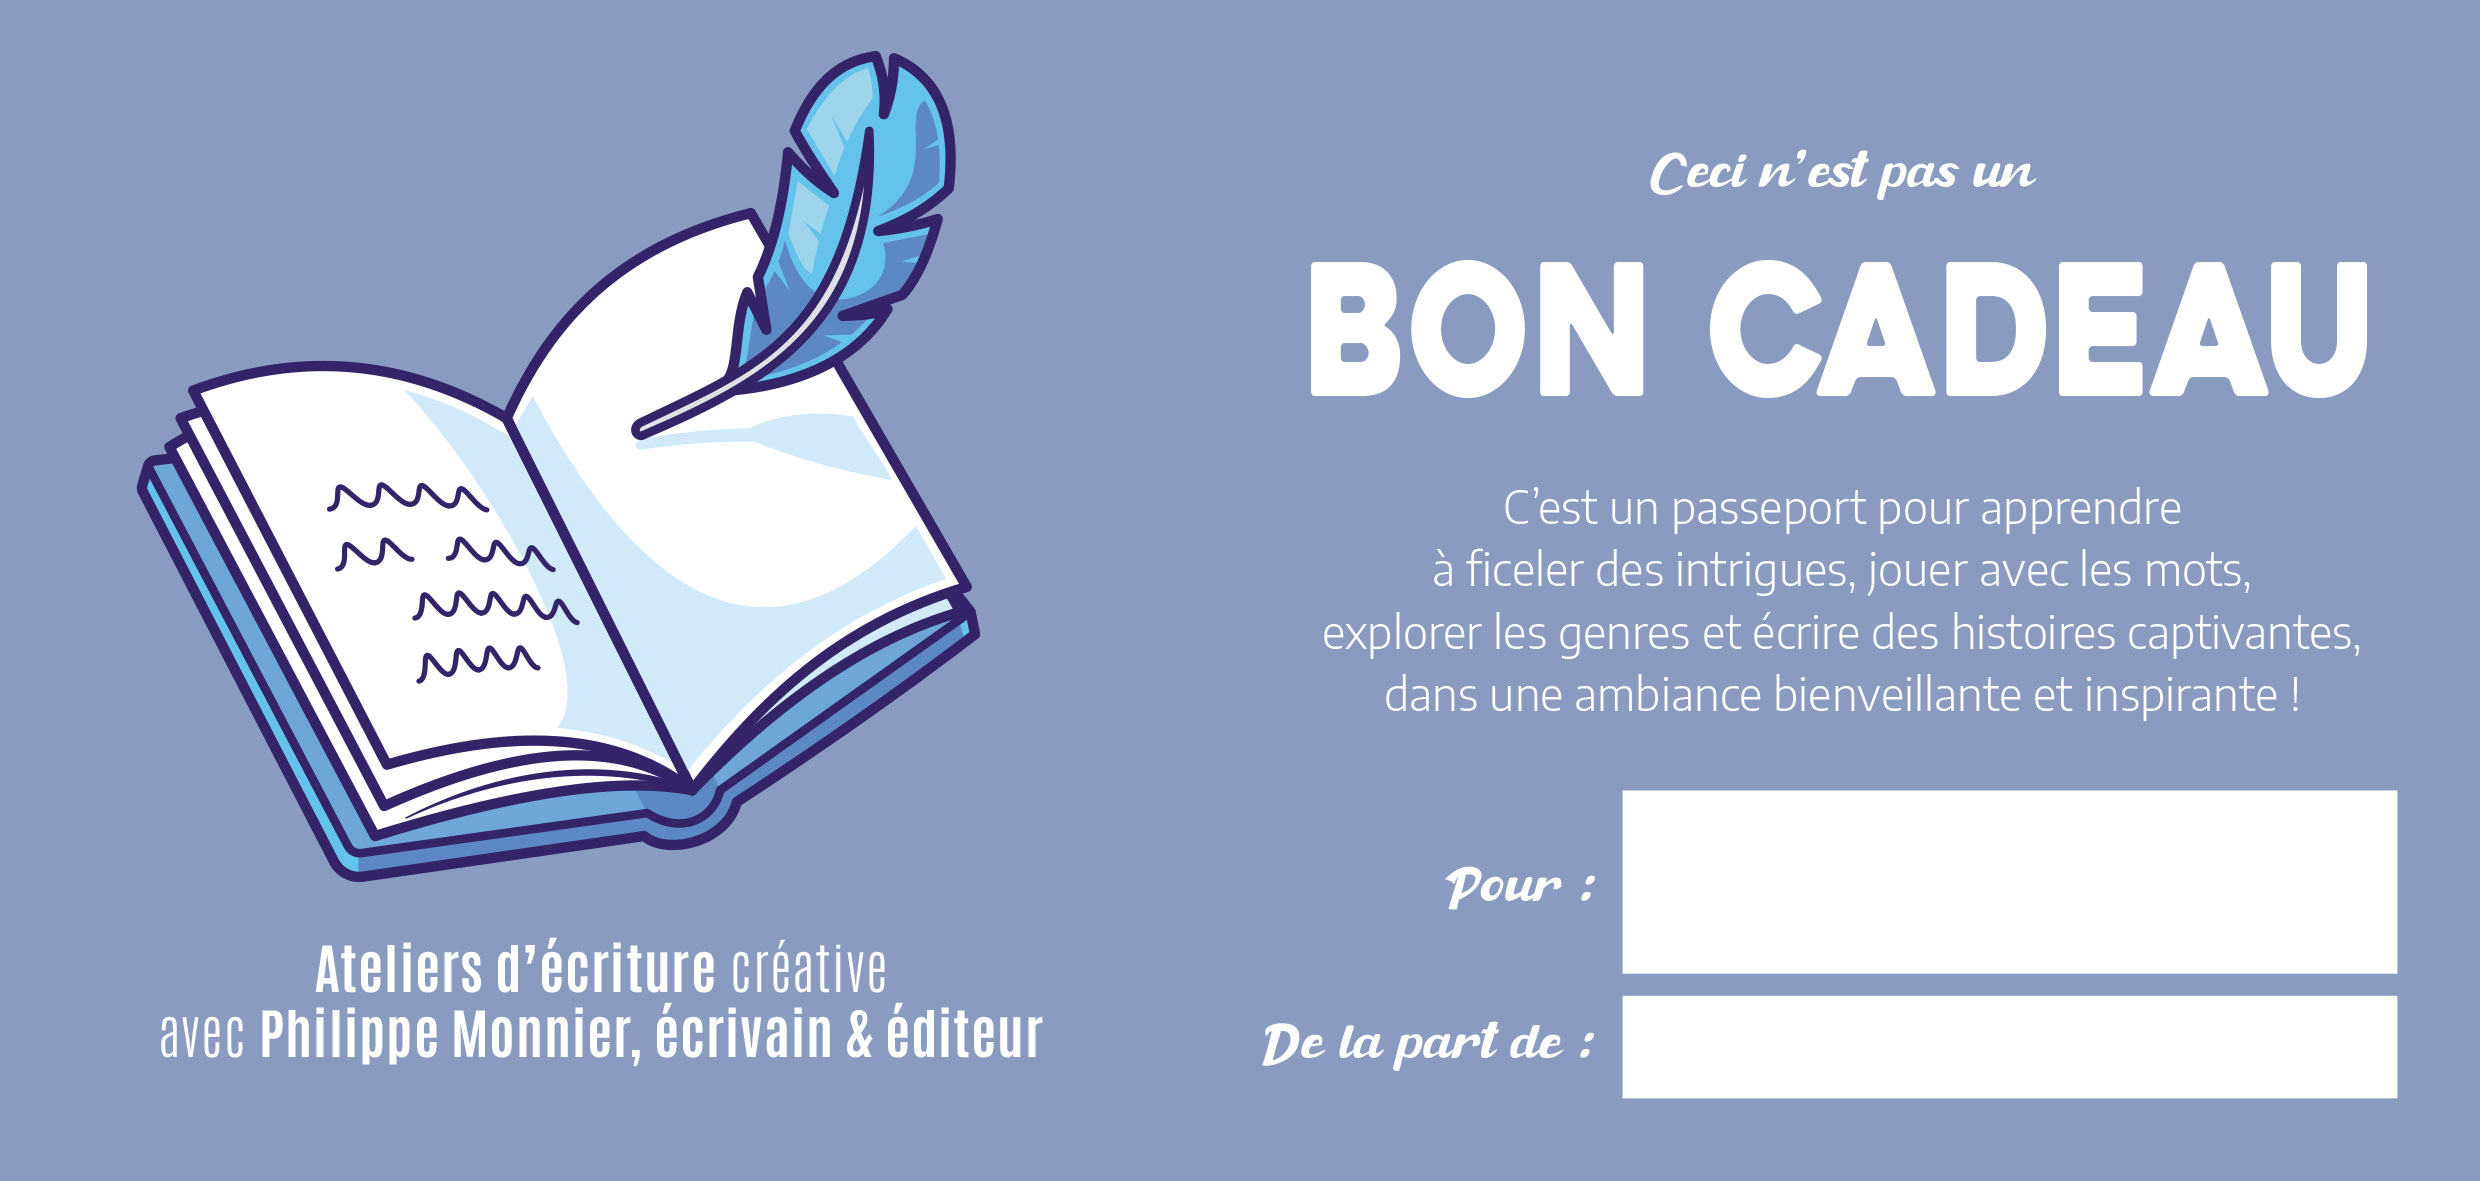 Ceci n’est pas un
BON CADEAU
C’est un passeport pour apprendre
à ficeler des intrigues, jouer avec les mots,
explorer les genres et écrire des histoires captivantes,
dans une ambiance bienveillante et inspirante !
Pour :
De la part de :
Ateliers d’écriture créative
avec Philippe Monnier, écrivain & éditeur